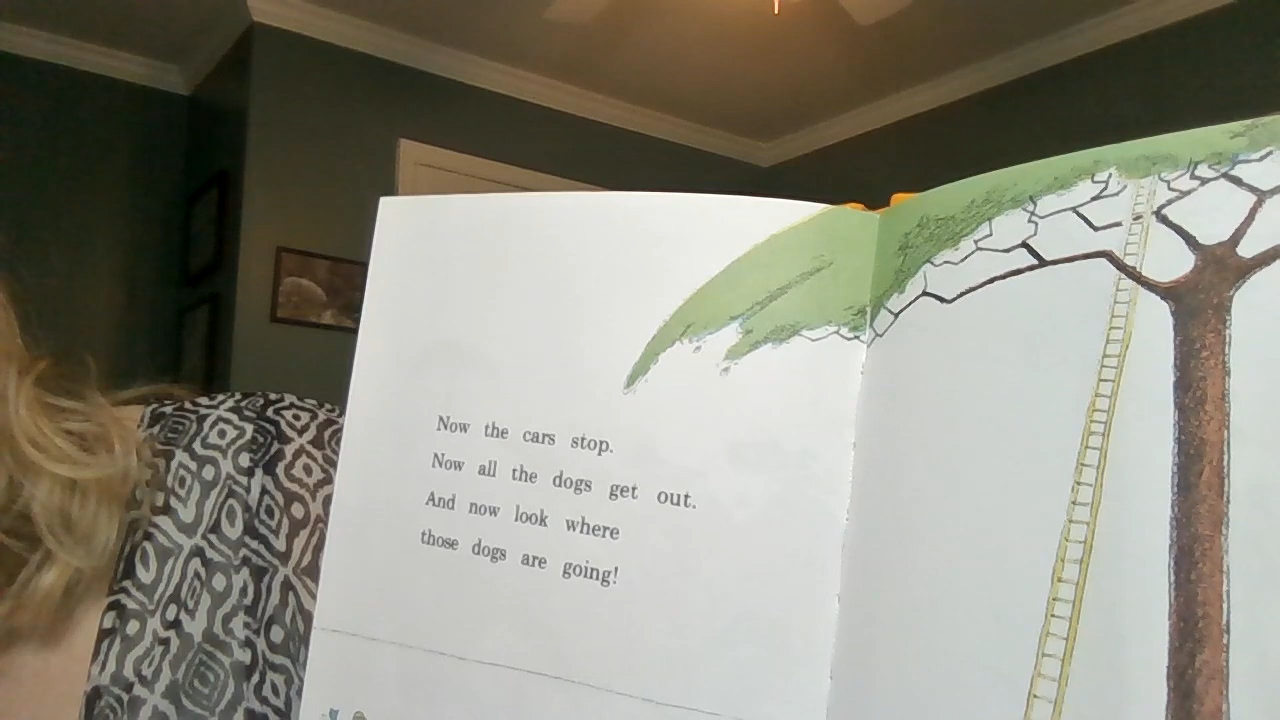 Now the cars stop.
Now all the dogs get out.
And now look where
those dogs are going!